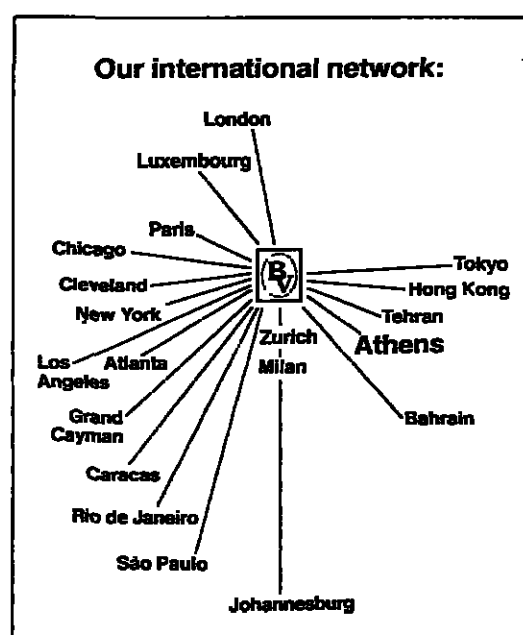 Our international network:
London
Luxembourg
Paris
Chicago
Cleveland
New York
Los
Angeles
Atlanta
Grand
Cayman
Caracas
Rio de Janeiro
São Paulo
BV
Zurich
Milan
Johannesburg
Tokyo
Hong Kong
Tehran
Athens
Bahrain